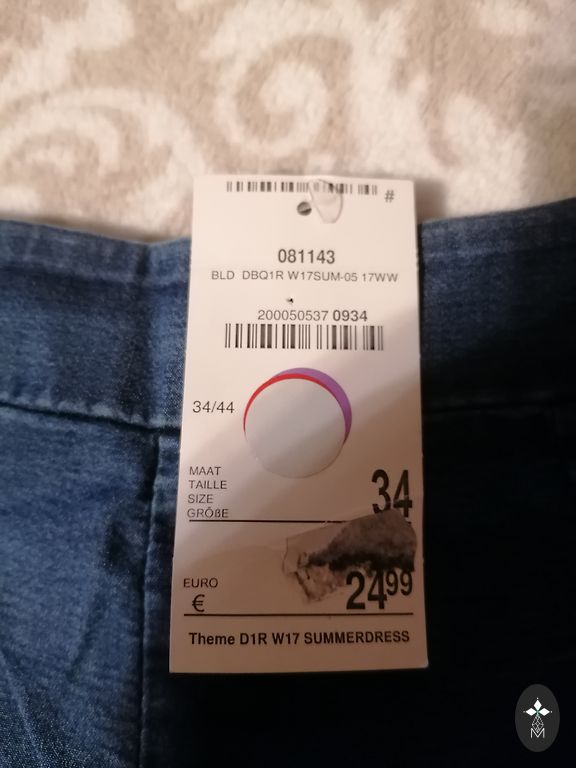 #
081143
BLD DBQ1R W17SUM-05 17WW
200050537 0934
34/44
MAAT
TAILLE
SIZE
GRÖßE
34
EURO
€
24.99
Theme D1R W17 SUMMERDRESS
M